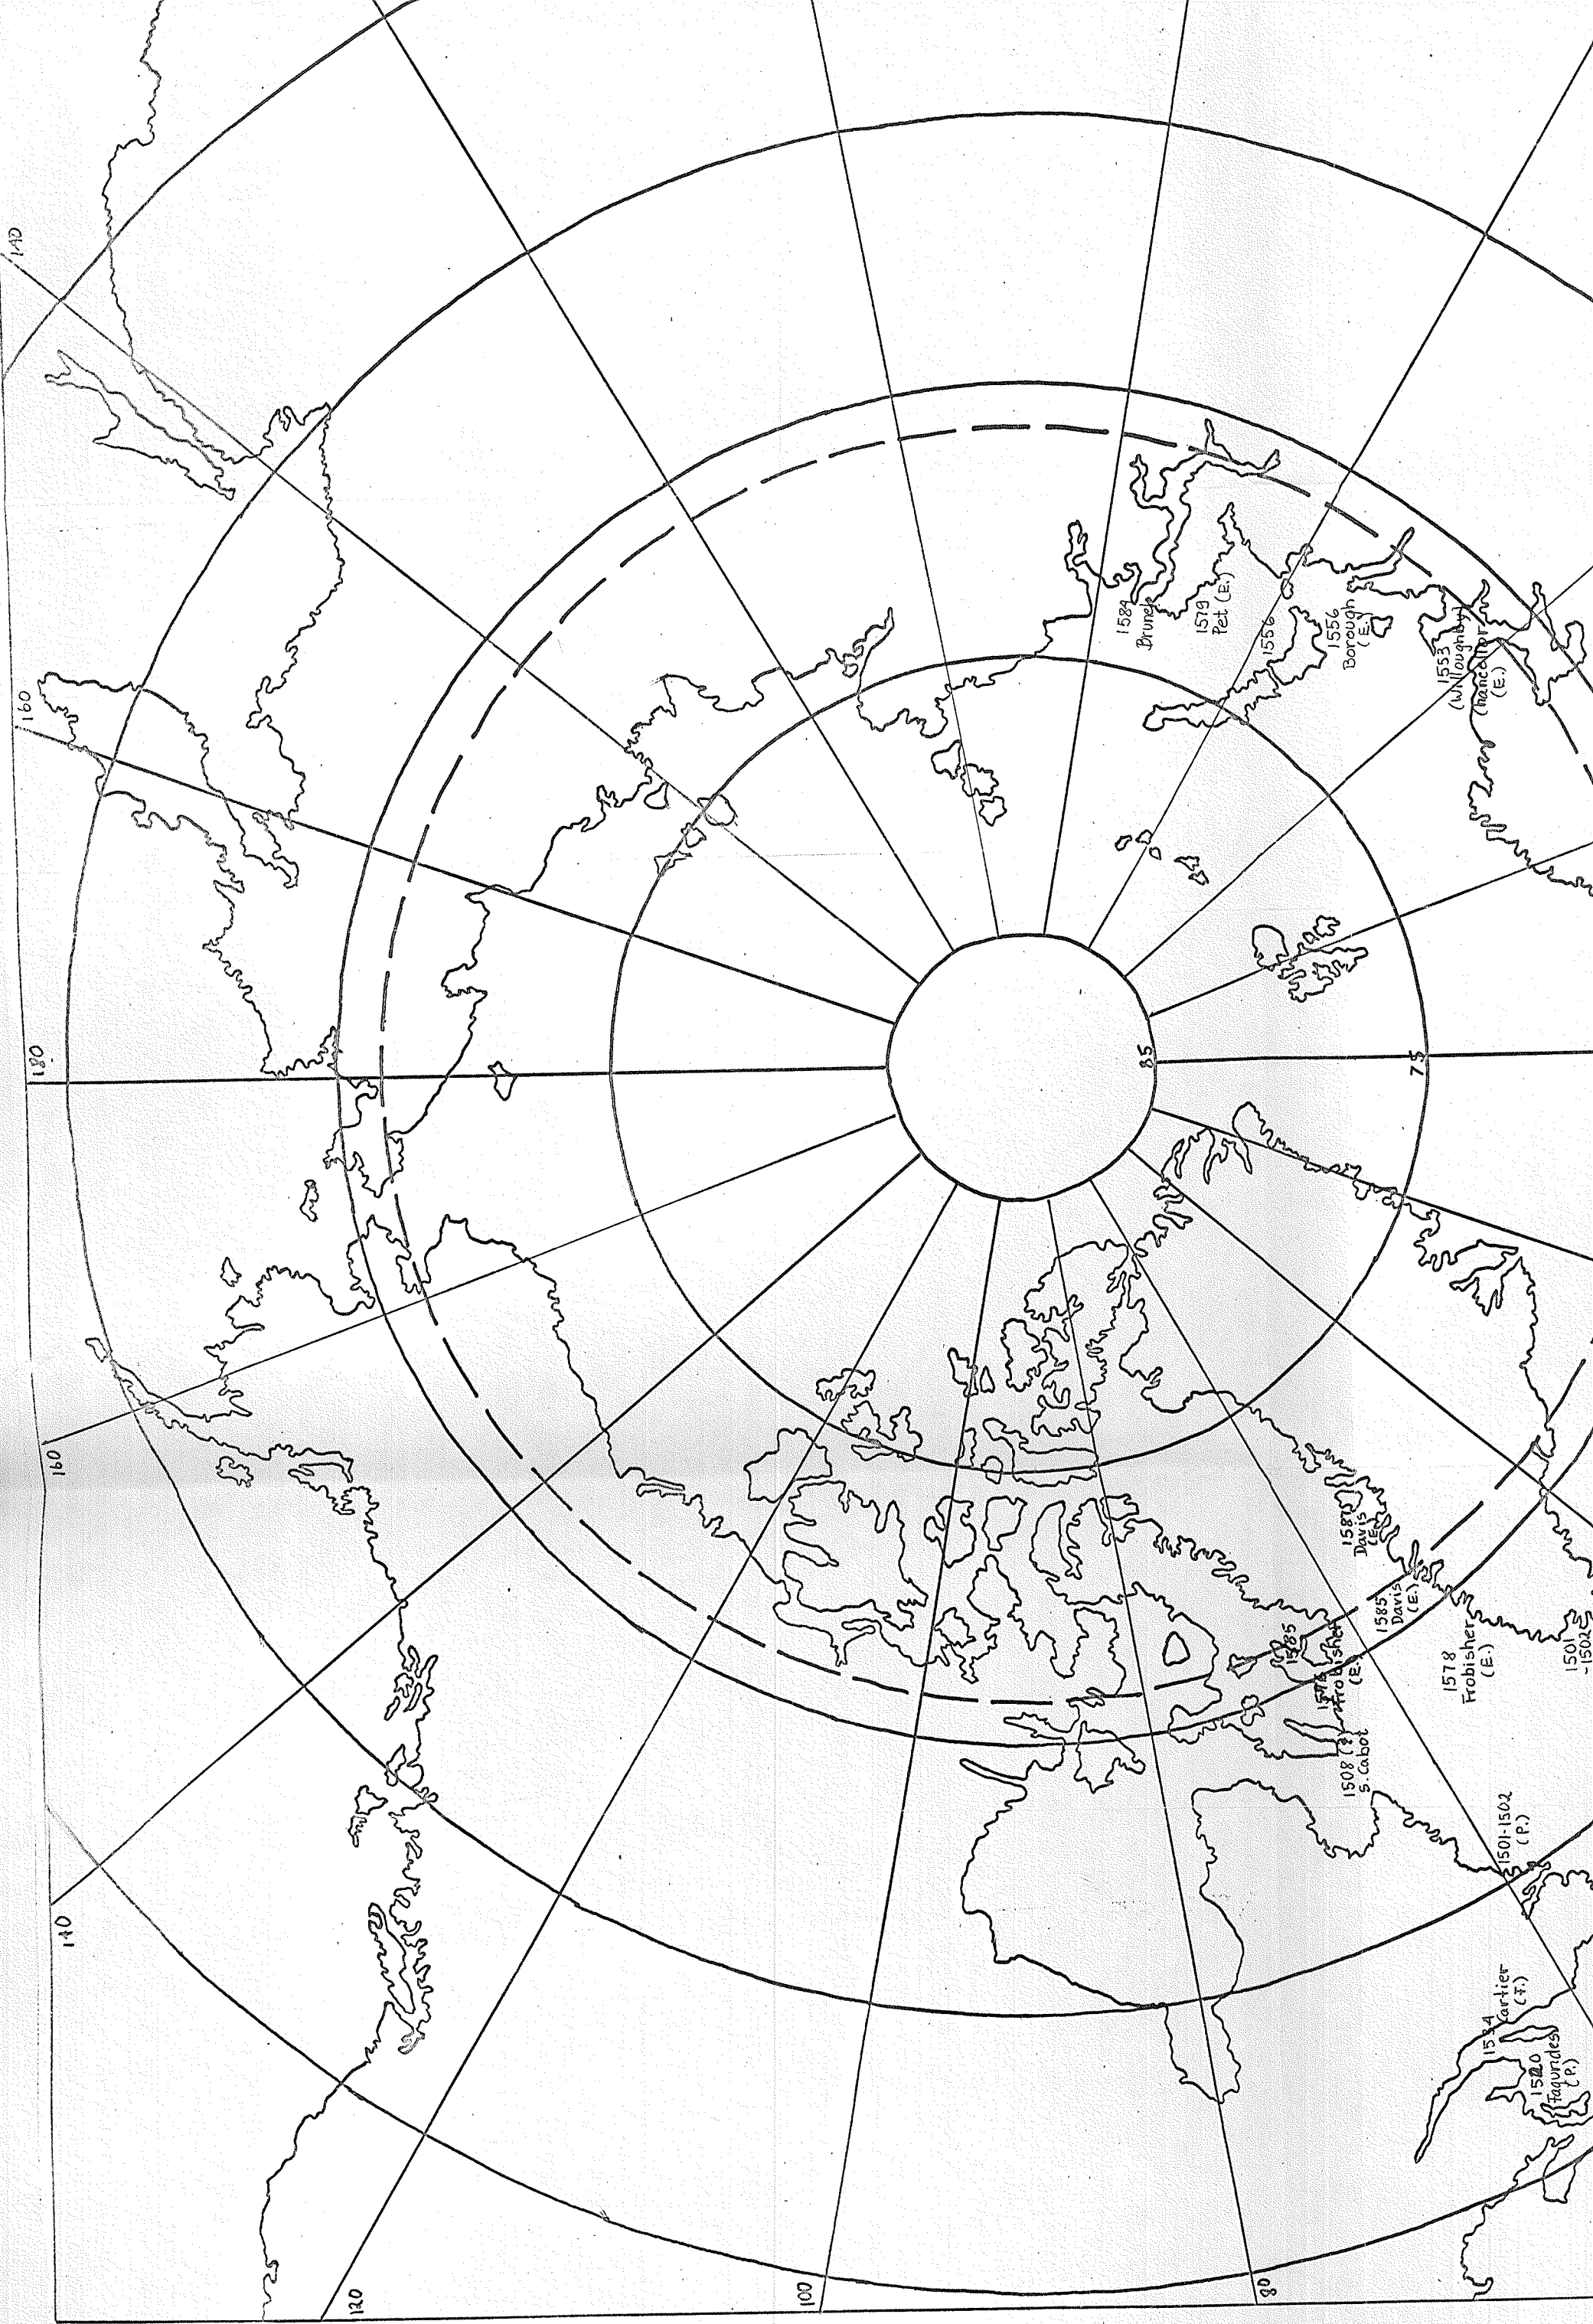 140
160
180
160
140
120
100
80
85
75
1584
Brunel
1579
Pet (E.)
1556
1556
Borough
(E.)
1553
(Willoughby)
Chancellor
(E.)
1587
Davis
(E.)
1585
Davis
(E.)
1585
1576
Frobisher
(E.)
1578
Frobisher
(E.)
1501
-1502
1508 (?)
S. Cabot
1501-1502
(P.)
1534
Cartier
(F.)
1520
Fagundes
(P.)